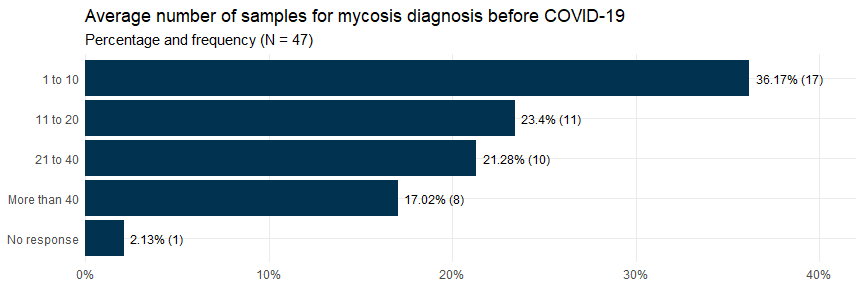 Average number of samples for mycosis diagnosis before COVID-19
Percentage and frequency (N = 47)
1 to 10 36.17% (17)
11 to 20 23.4% (11)
21 to 40 21.28% (10)
More than 40 17.02% (8)
No response 2.13% (1)
0% 10% 20% 30% 40%